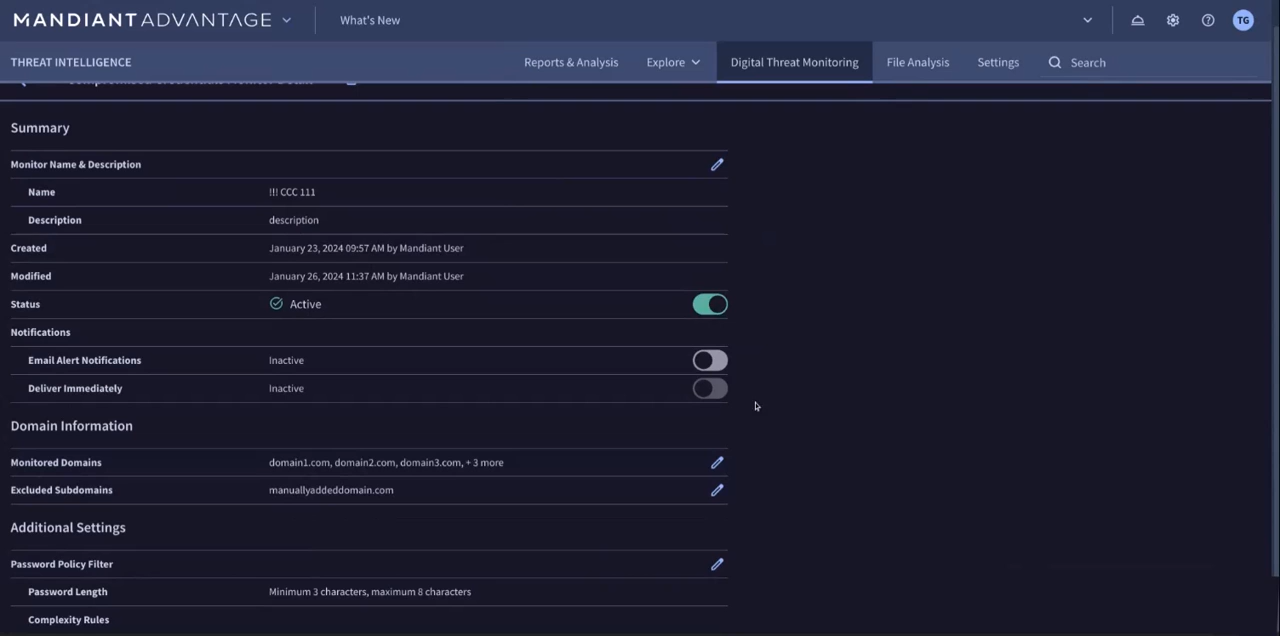 MANDIANT ADVANTAGE What's New TG
THREAT INTELLIGENCE Reports & Analysis Explore Digital Threat Monitoring File Analysis Settings Search
Summary
Monitor Name & Description
Name !!! CCC 111
Description description
Created January 23, 2024 09:57 AM by Mandiant User
Modified January 26, 2024 11:37 AM by Mandiant User
Status Active
Notifications
Email Alert Notifications Inactive
Deliver Immediately Inactive
Domain Information
Monitored Domains domain1.com, domain2.com, domain3.com, + 3 more
Excluded Subdomains manuallyaddeddomain.com
Additional Settings
Password Policy Filter
Password Length Minimum 3 characters, maximum 8 characters
Complexity Rules